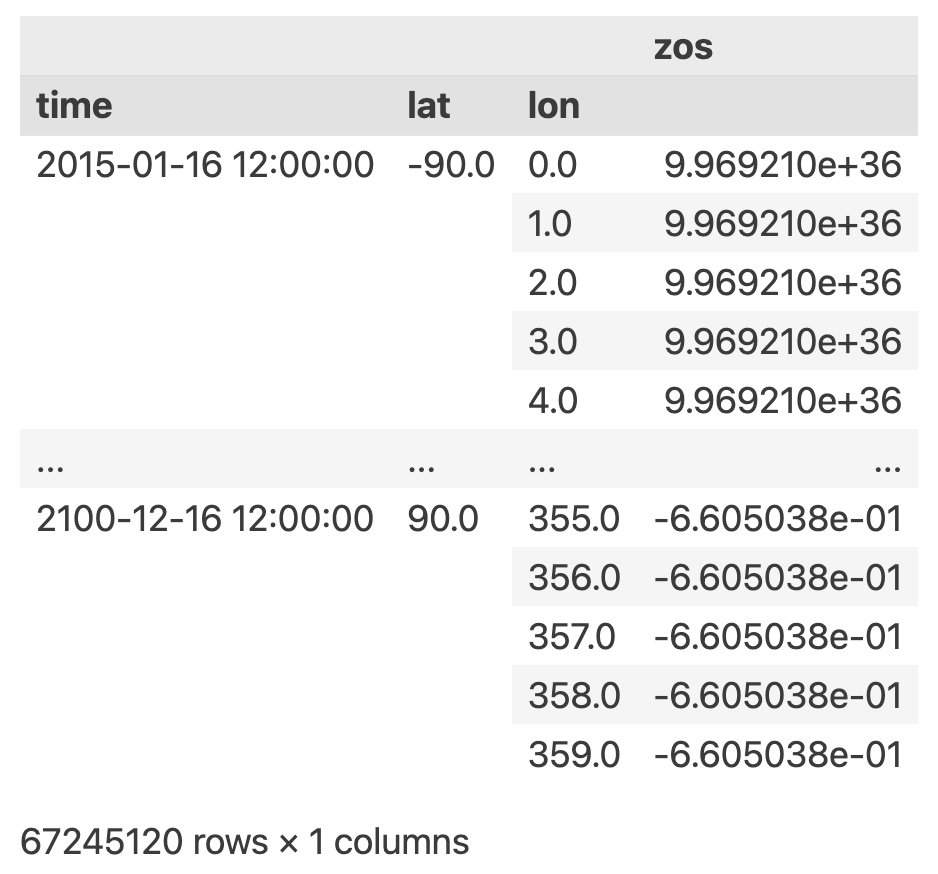 zos
time lat lon
2015-01-16 12:00:00 -90.0 0.0 9.969210e+36
1.0 9.969210e+36
2.0 9.969210e+36
3.0 9.969210e+36
4.0 9.969210e+36
... ... ... ...
2100-12-16 12:00:00 90.0 355.0 -6.605038e-01
356.0 -6.605038e-01
357.0 -6.605038e-01
358.0 -6.605038e-01
359.0 -6.605038e-01
67245120 rows × 1 columns